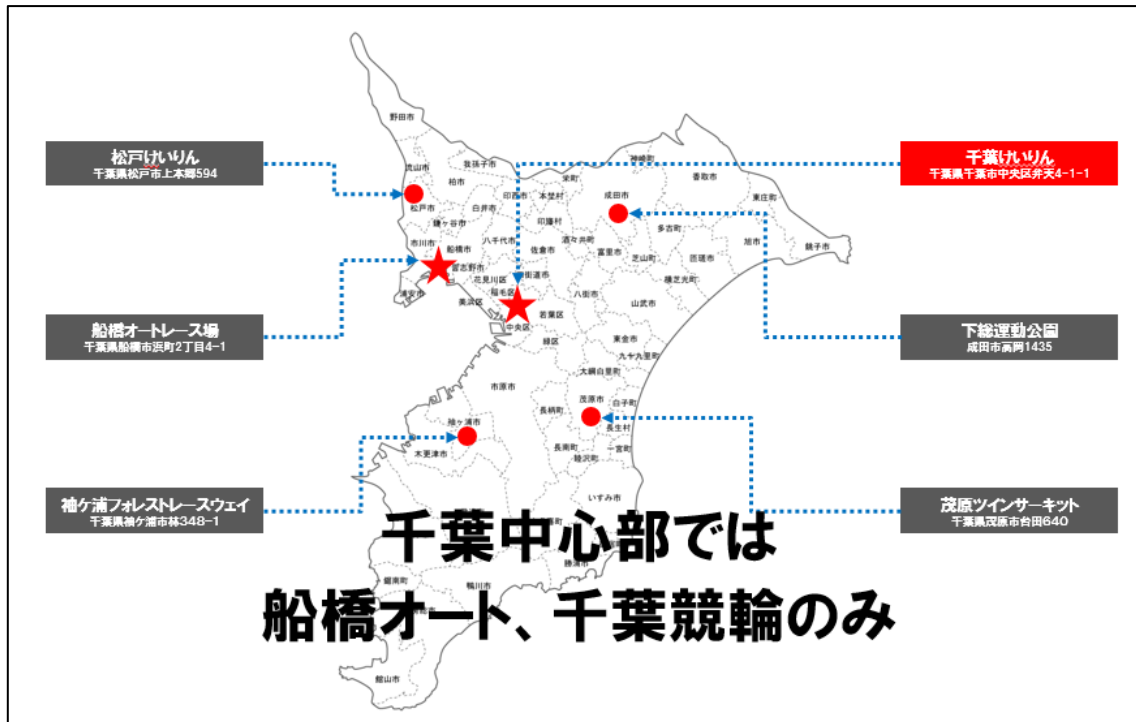 松戸けいりん
千葉県松戸市上本郷594
船橋オートレース場
千葉県船橋市浜町2丁目4-1
袖ケ浦フォレストレースウェイ
千葉県袖ケ浦市林348-1
千葉けいりん
千葉県千葉市中央区弁天4-1-1
下総運動公園
成田市高岡1435
茂原ツインサーキット
千葉県茂原市台田640
野田市
流山市
我孫子市
柏市
松戸市
鎌ケ谷市
白井市
印西市
本埜村
栄町
神崎町
成田市
香取市
東庄町
印旛村
市川市
船橋市
八千代市
佐倉市
酒々井町
富里市
多古町
芝山町
旭市
匝瑳市
銚子市
習志野市
花見川区
四街道市
横芝光町
浦安市
美浜区
稲毛区
八街市
山武市
若葉区
中央区
緑区
東金市
九十九里町
大網白里町
市原市
茂原市
白子町
長柄町
長生村
袖ケ浦市
木更津市
長南町
睦沢町
一宮町
いすみ市
勝浦市
鋸南町
鴨川市
館山市
千葉中心部では
船橋オート、千葉競輪のみ